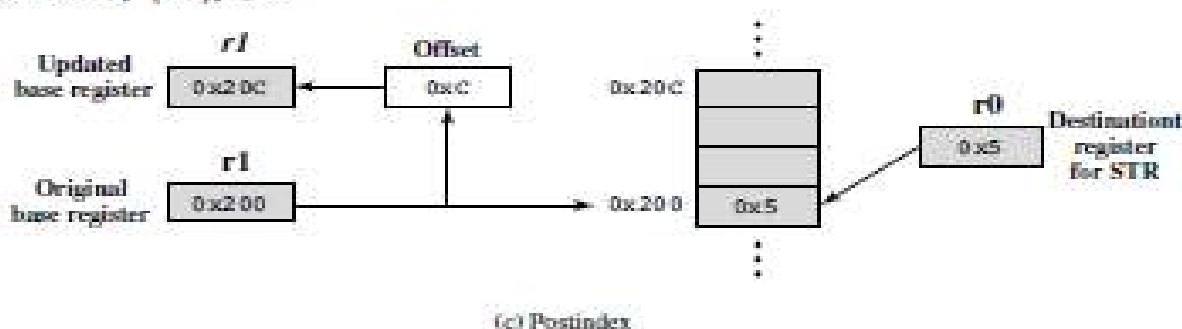 r1
Offset
Updated
base register
0x20C
0xC
0x20C
r0
Destinationt
register
for STR
0x5
r1
Original
base register
0x200
0x200
0x5
(c) Postindex